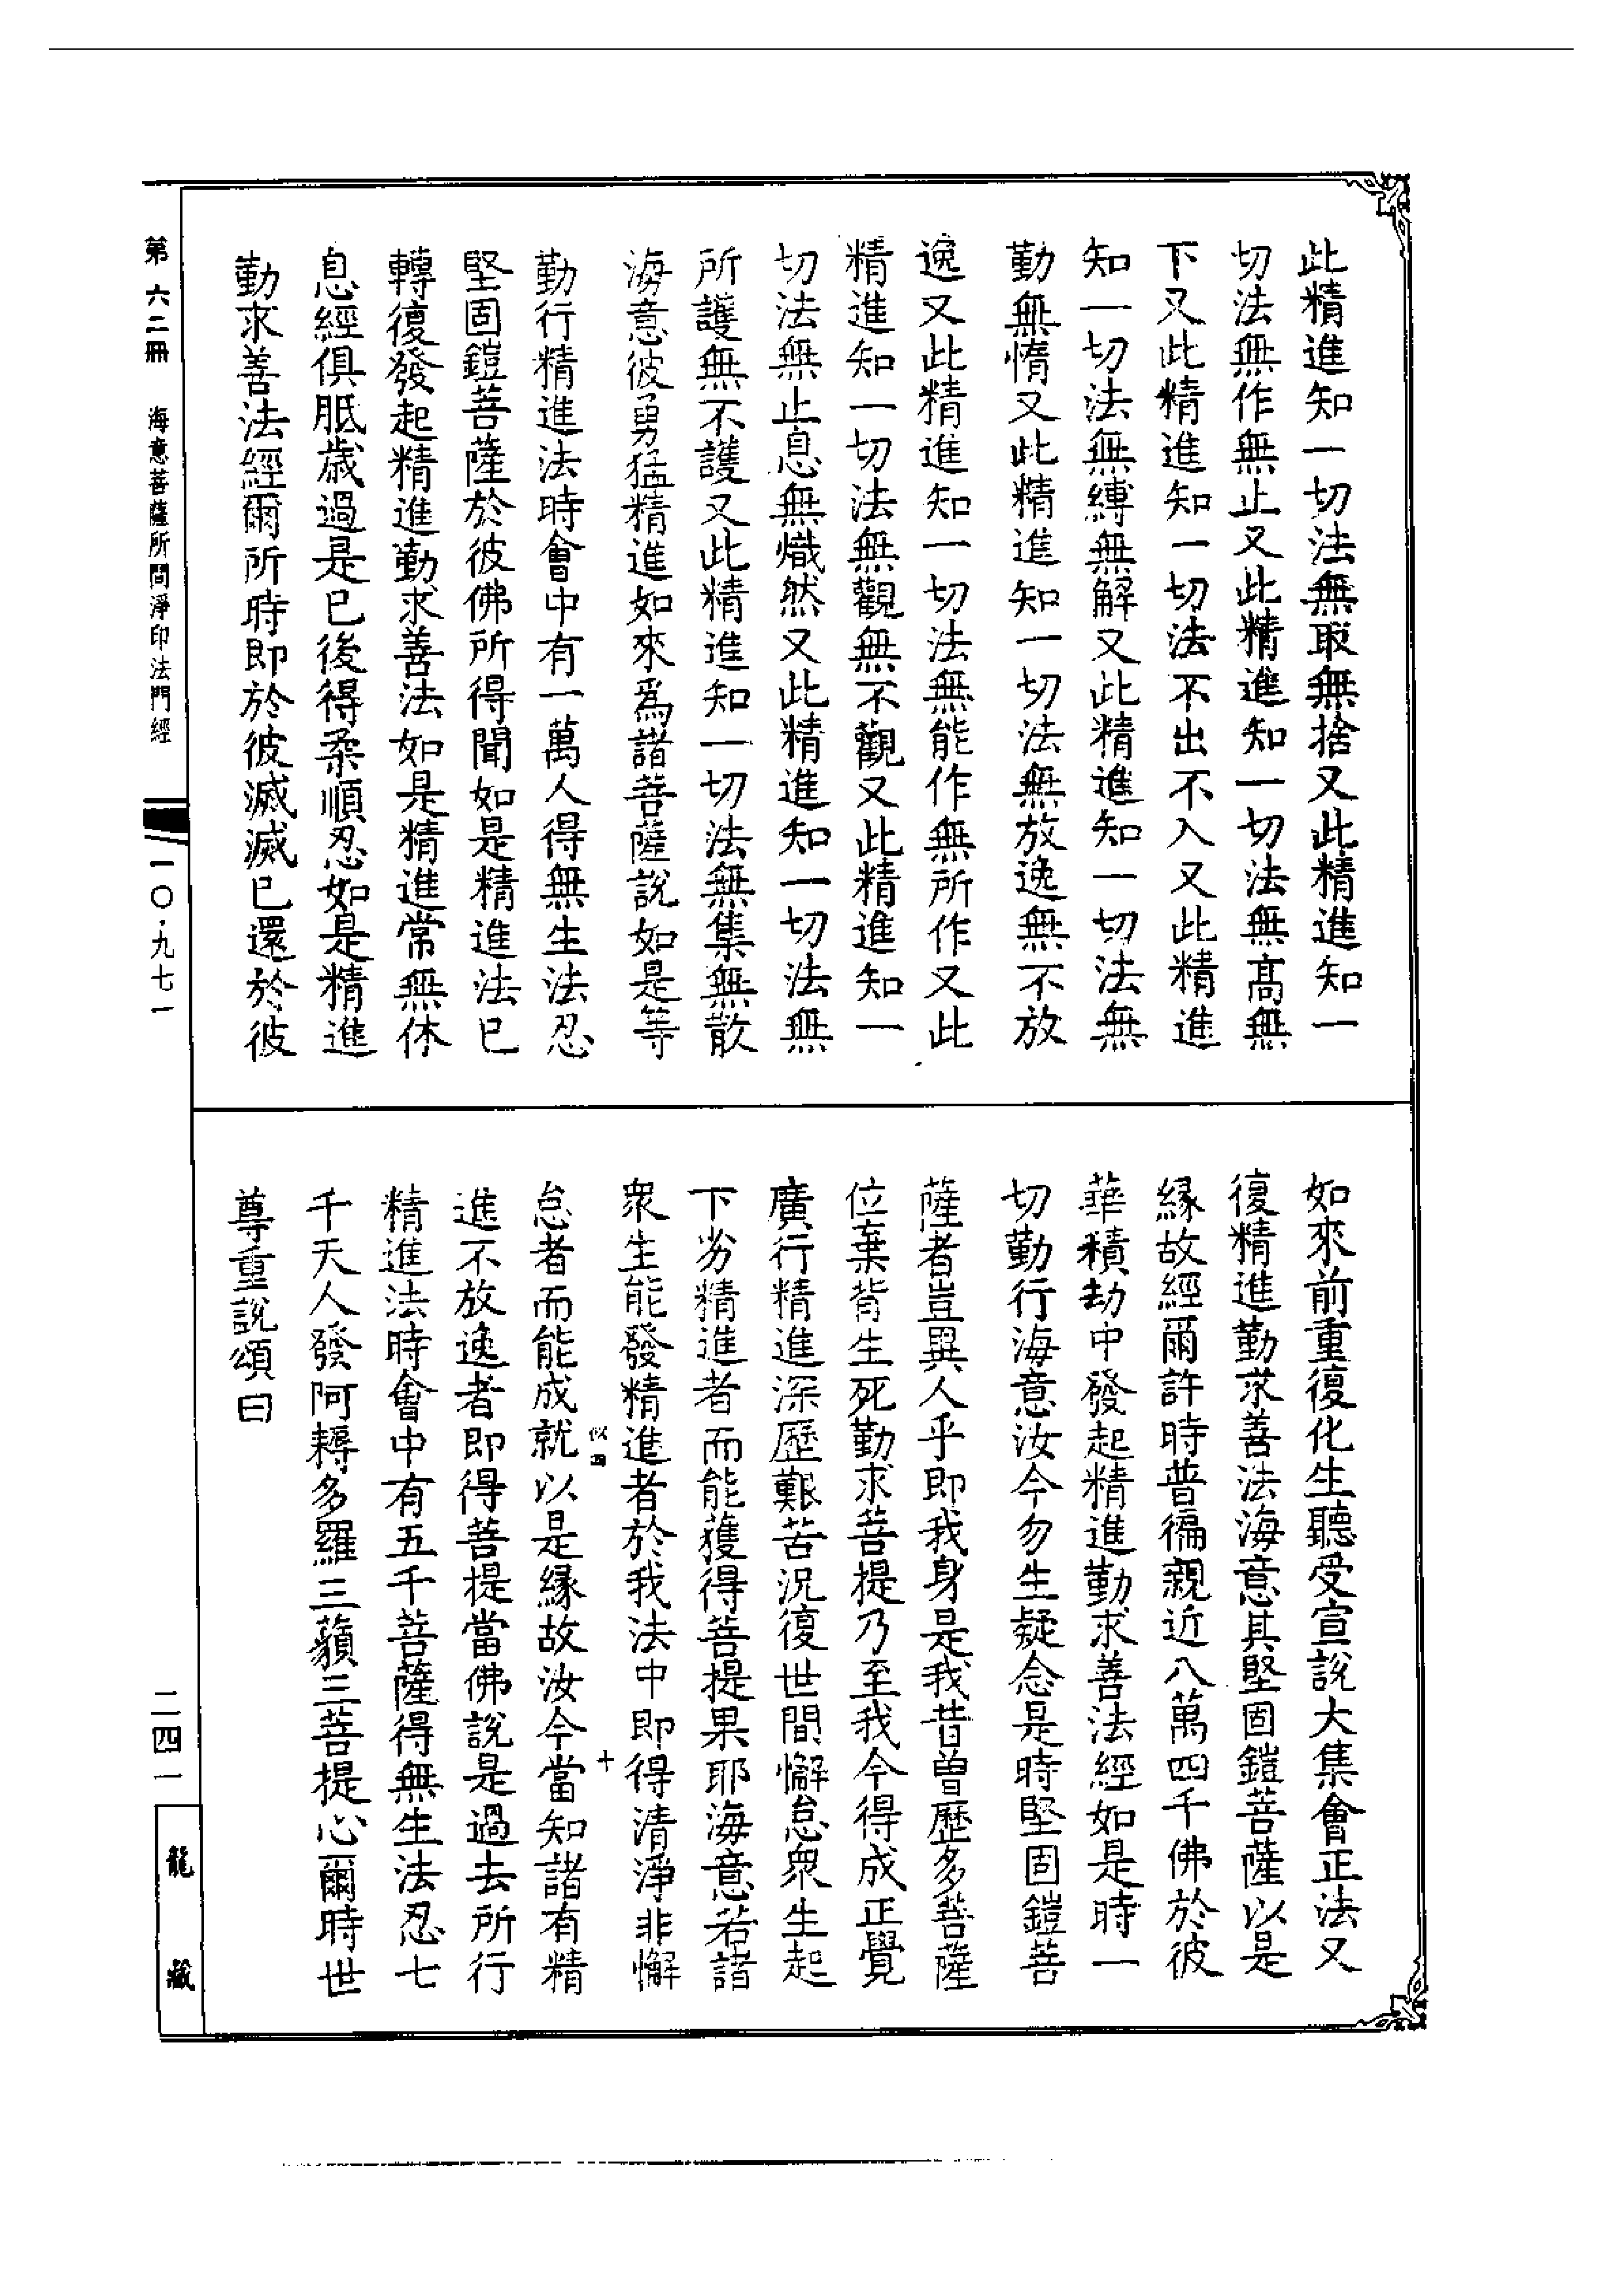 此精進知一切法無取無捨又此精進知一
切法無作無止又此精進知一切法無髙無
下又此精進知一切法不出不入又此精進
知一切法無縛無解又此精進知一切法無
勤無惰又此精進知一切法無放逸無不放
逸又此精進知一切法無能作無所作又此
精進知一切法無觀無不觀又此精進知一
切法無止息無熾然又此精進知一切法無
所護無不護又此精進知一切法無集無散
海意彼勇猛精進如來爲諸菩薩說如是等
勤行精進法時會中有一萬人得無生法忍
堅固鎧菩薩於彼佛所得聞如是精進法已
轉復發起精進勤求善法如是精進常無休
息經俱胝歲過是已後得柔順忍如是精進
勤求善法經爾所時即於彼滅滅已還於彼
如來前重復化生聽受宣說大集會正法又
復精進勤求善法海意其堅固鎧菩薩以是
緣故經爾許時普徧親近八萬四千佛於彼
華積劫中發起精進勤求善法經如是時一
切勤行海意汝今勿生疑念是時堅固鎧菩
薩者豈異人乎即我身是我昔曾歷多菩薩
位棄背生死勤求菩提乃至我今得成正覺
廣行精進深歷艱苦況復世間懈怠衆生起
下劣精進者而能獲得菩提果耶海意若諸
衆生能發精進者於我法中即得清淨非懈
怠者而能成就以是緣故汝今當知諸有精
進不放逸者即得菩提當佛說是過去所行
精進法時會中有五千菩薩得無生法忍七
千天人發阿耨多羅三藐三菩提心爾時世
尊重說頌曰
似四
十
第六二冊 海意菩薩所問淨印法門經
一〇·九七一
二四一
龍藏